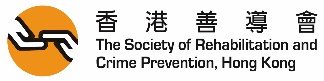 香港善導會
The Society of Rehabilitation and
Crime Prevention, Hong Kong